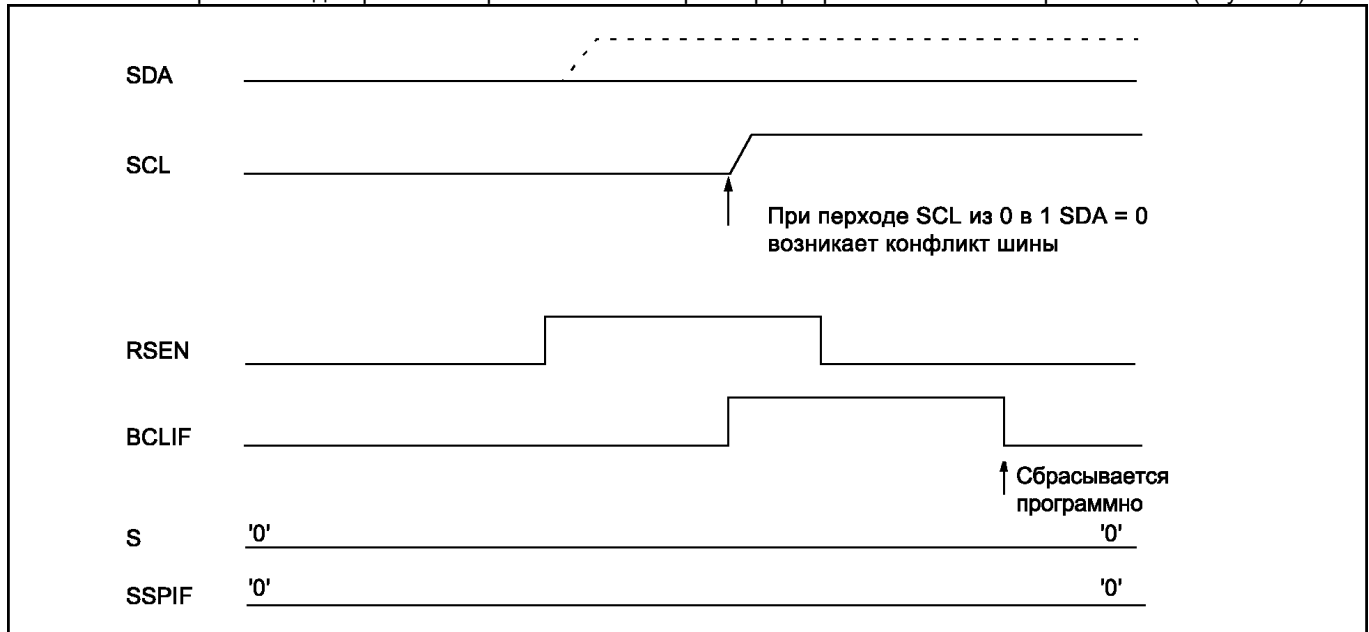 SDA
SCL
При перходе SCL из 0 в 1 SDA = 0
возникает конфликт шины
RSEN
BCLIF
Сбрасывается
программно
S '0' '0'
SSPIF '0' '0'